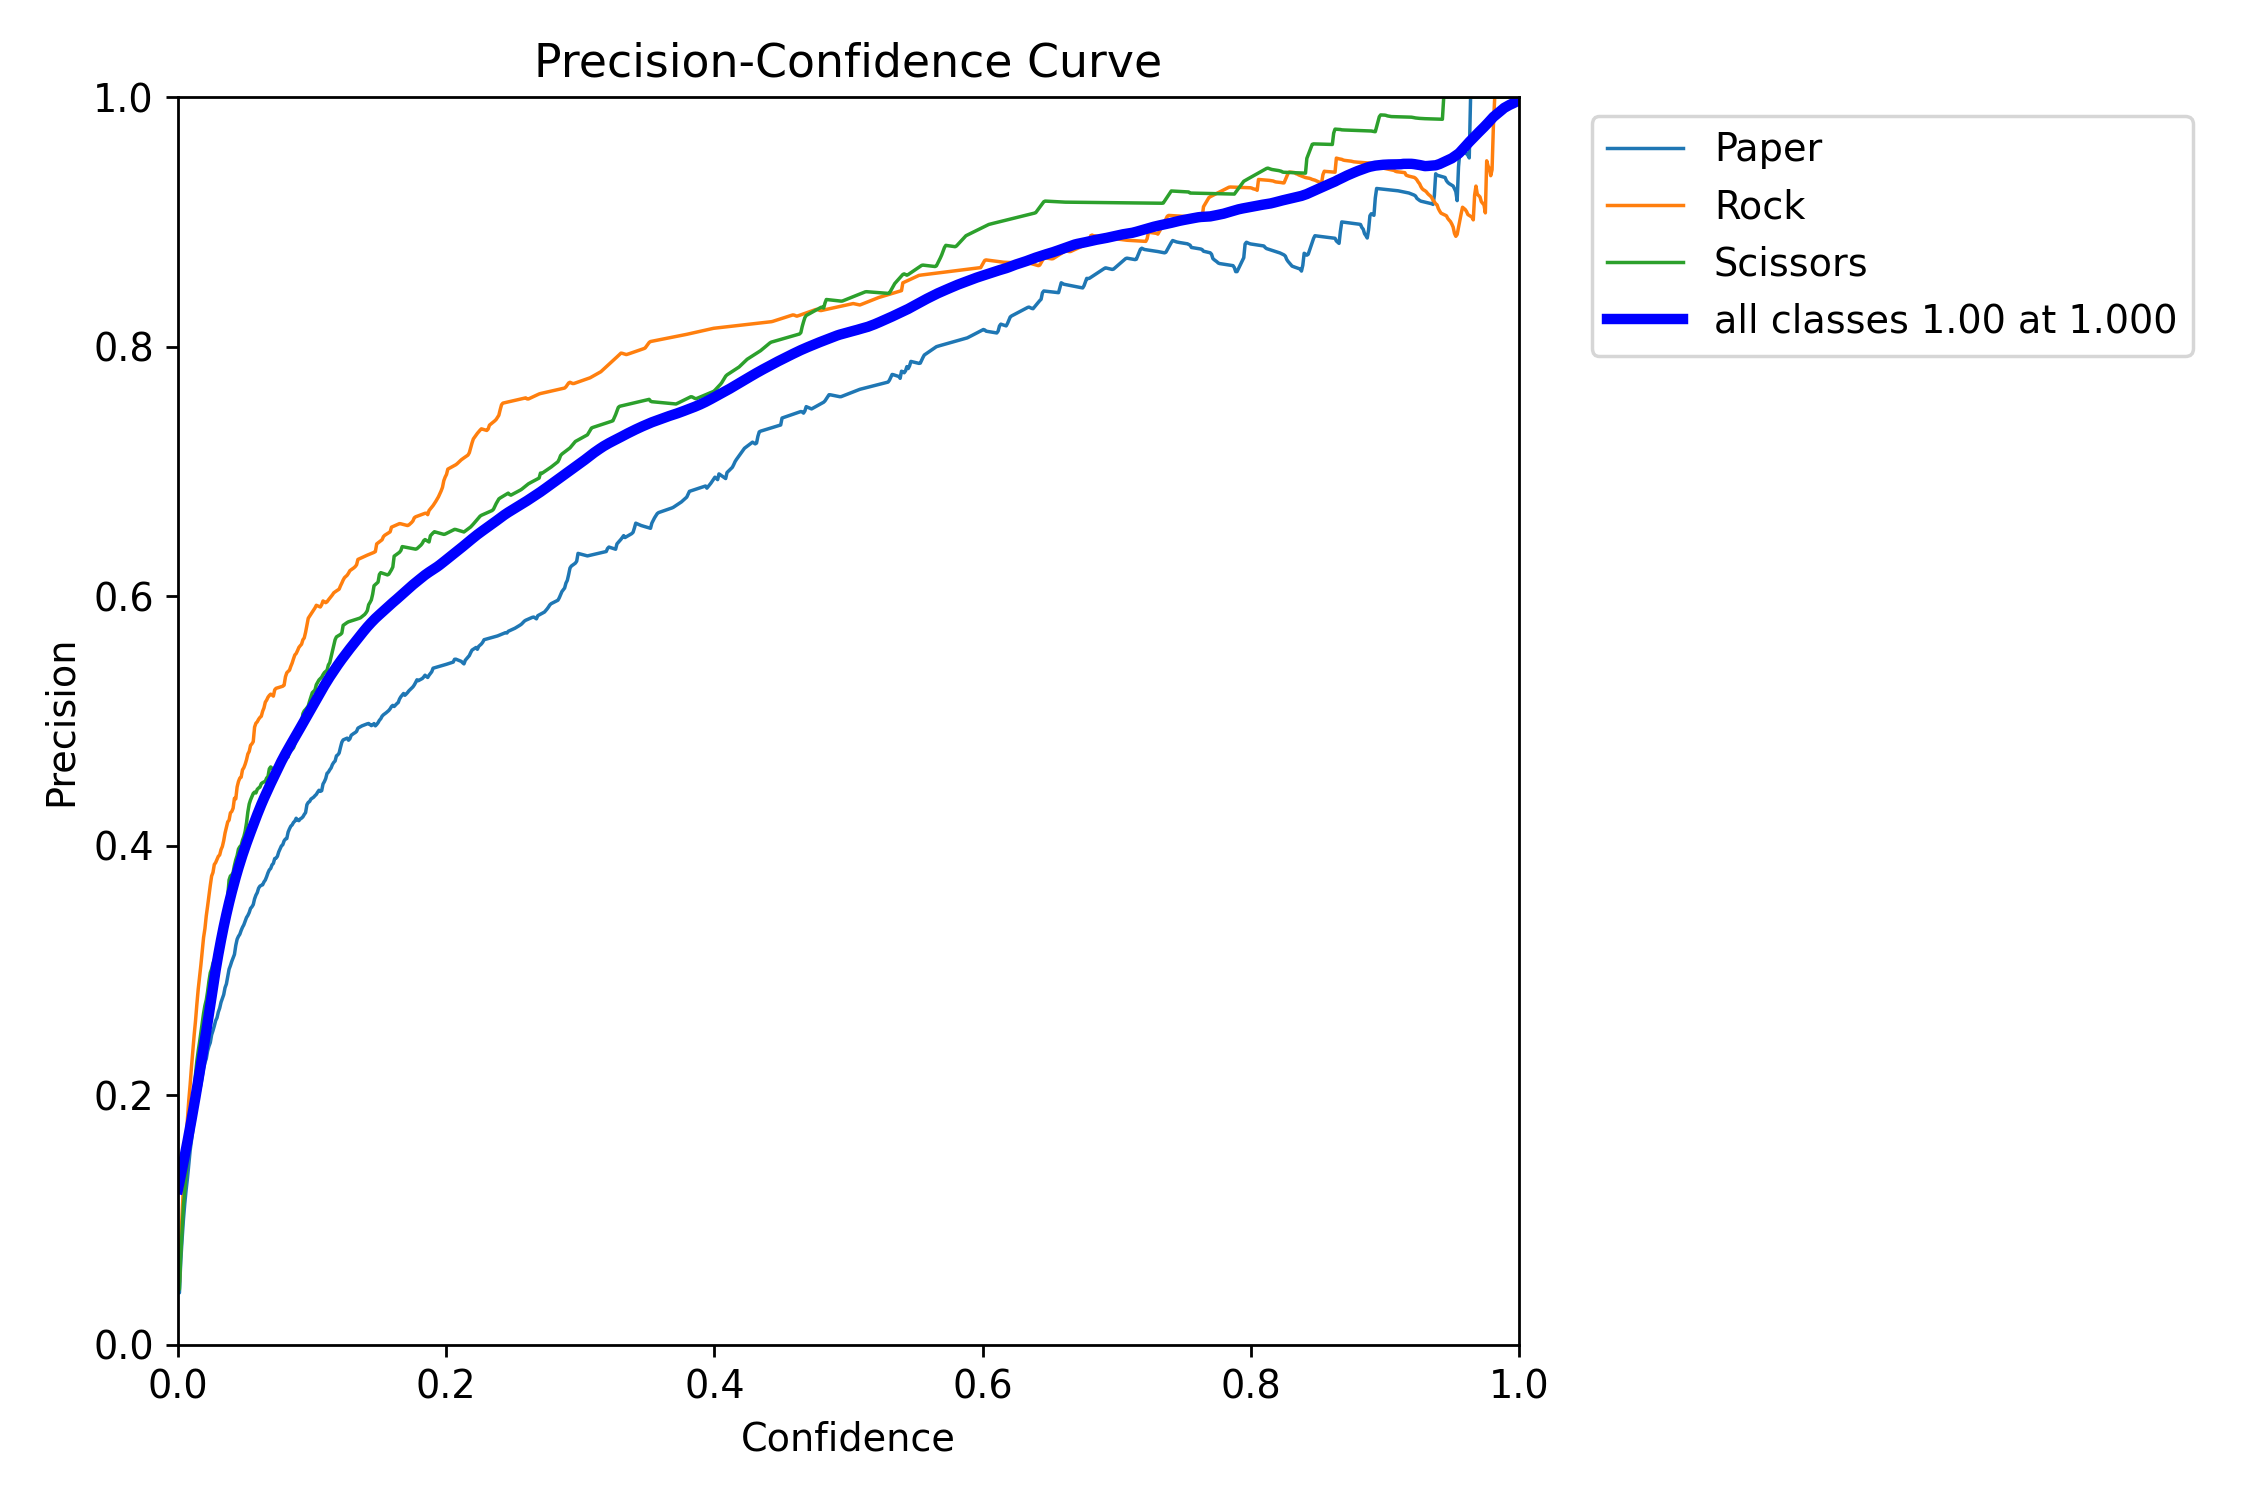 Precision-Confidence Curve
1.0
0.8
0.6
0.4
0.2
0.0
Precision
0.0 0.2 0.4 0.6 0.8 1.0
Confidence
Paper
Rock
Scissors
all classes 1.00 at 1.000